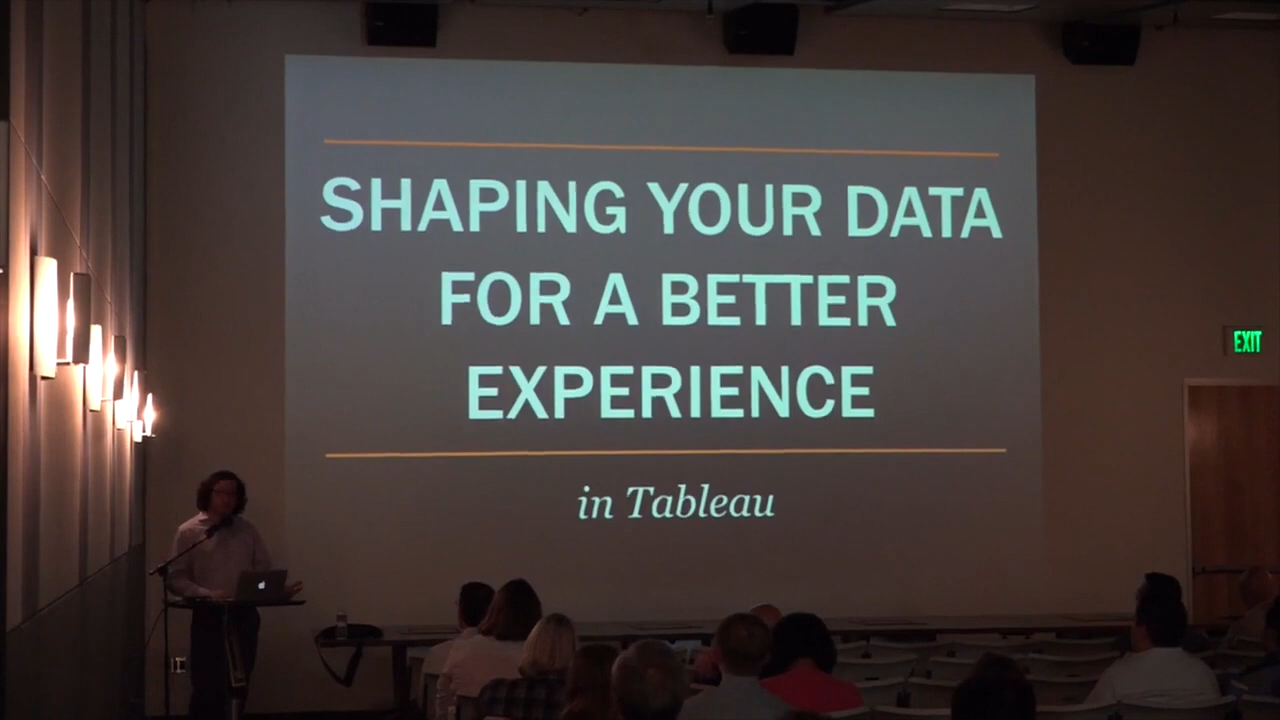 SHAPING YOUR DATA
FOR A BETTER
EXPERIENCE
in Tableau
EXIT